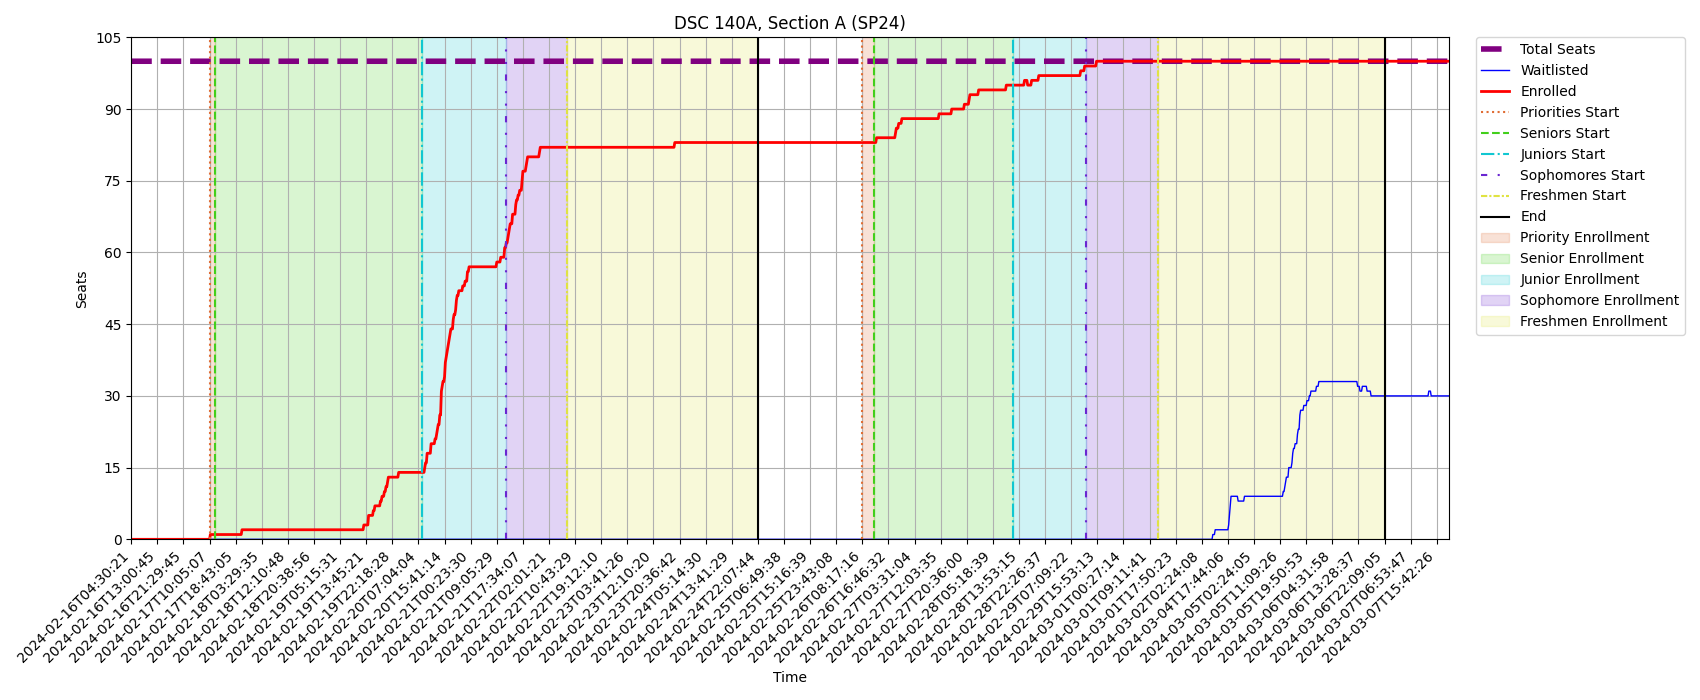 DSC 140A, Section A (SP24)
Seats
105
90
75
60
45
30
15
0
2024-02-16T04:30:21
2024-02-16T13:00:45
2024-02-16T21:29:45
2024-02-17T10:05:07
2024-02-17T18:43:05
2024-02-18T03:29:35
2024-02-18T12:10:48
2024-02-18T20:38:56
2024-02-19T05:15:31
2024-02-19T13:45:21
2024-02-19T22:18:28
2024-02-20T07:04:04
2024-02-20T15:41:14
2024-02-21T00:23:30
2024-02-21T09:05:29
2024-02-21T17:34:07
2024-02-22T02:01:21
2024-02-22T10:43:29
2024-02-22T19:12:10
2024-02-23T03:41:26
2024-02-23T12:10:20
2024-02-23T20:36:42
2024-02-24T05:14:30
2024-02-24T13:41:29
2024-02-24T22:07:44
2024-02-25T06:49:38
2024-02-25T15:16:39
2024-02-25T23:43:09
2024-02-26T08:17:16
2024-02-26T16:46:32
2024-02-27T03:31:04
2024-02-27T12:03:35
2024-02-27T20:36:00
2024-02-28T05:18:39
2024-02-28T13:53:15
2024-02-28T22:26:37
2024-02-29T07:09:22
2024-02-29T15:53:13
2024-03-01T00:27:14
2024-03-01T09:11:41
2024-03-01T17:50:23
2024-03-02T02:24:08
2024-03-04T17:44:06
2024-03-05T02:24:05
2024-03-05T11:09:26
2024-03-05T19:50:53
2024-03-06T04:31:58
2024-03-06T13:28:37
2024-03-06T22:09:05
2024-03-07T06:53:47
2024-03-07T15:42:26
Time
Total Seats
Waitlisted
Enrolled
Priorities Start
Seniors Start
Juniors Start
Sophomores Start
Freshmen Start
End
Priority Enrollment
Senior Enrollment
Junior Enrollment
Sophomore Enrollment
Freshmen Enrollment